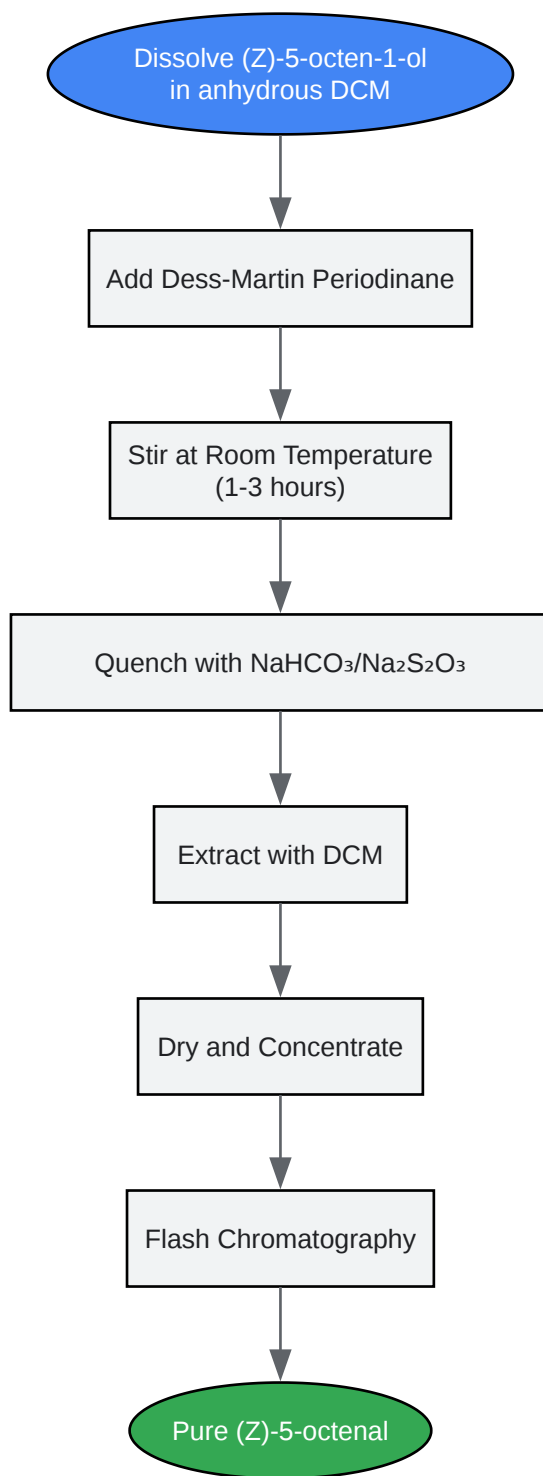 Dissolve (Z)-5-octen-1-ol
in anhydrous DCM
Add Dess-Martin Periodinane
Stir at Room Temperature
(1-3 hours)
Quench with NaHCO₃/Na₂S₂O₃
Extract with DCM
Dry and Concentrate
Flash Chromatography
Pure (Z)-5-octenal